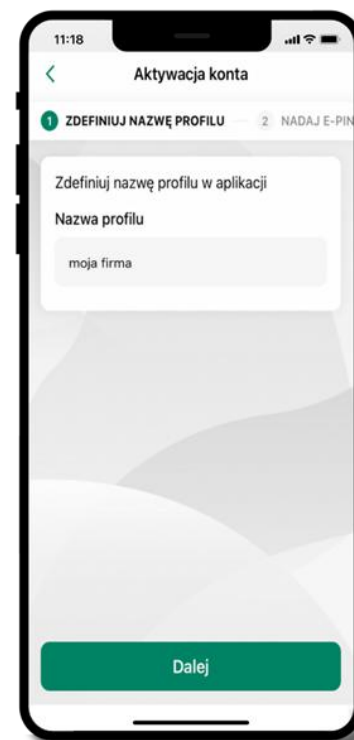 11:18
Aktywacja konta
1 ZDEFINIUJ NAZWĘ PROFILU 2 NADAJ E-PIN
Zdefiniuj nazwę profilu w aplikacji
Nazwa profilu
moja firma
Dalej